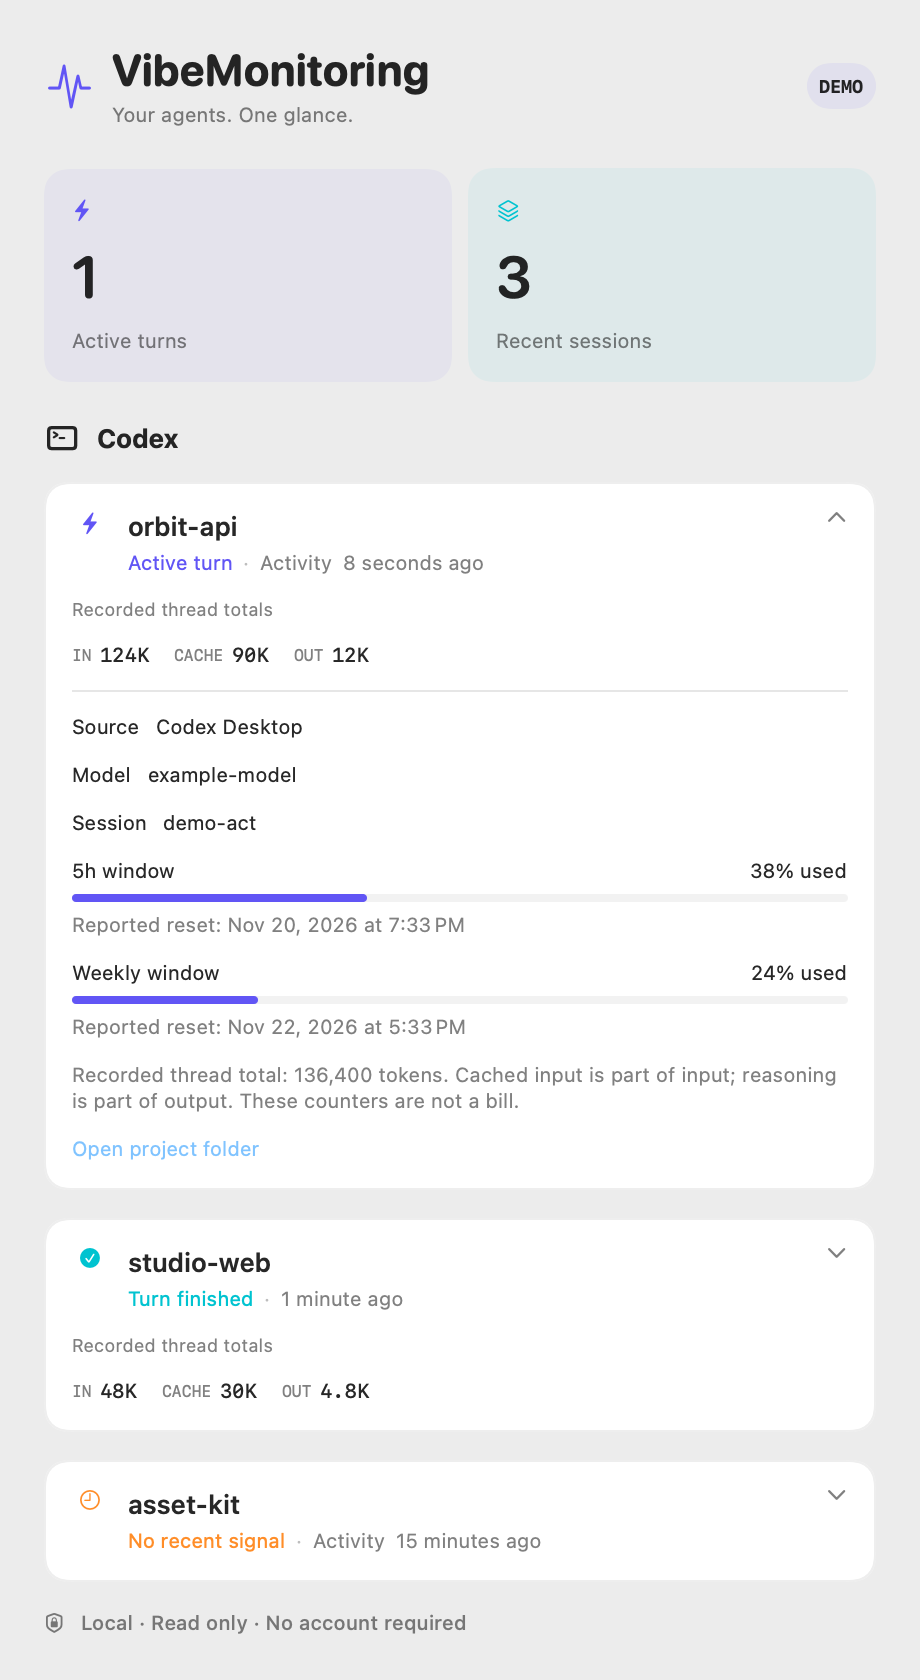 VibeMonitoring
Your agents. One glance.
DEMO
1
Active turns
3
Recent sessions
Codex
orbit-api
Active turn · Activity 8 seconds ago
Recorded thread totals
IN 124K CACHE 90K OUT 12K
Source Codex Desktop
Model example-model
Session demo-act
5h window 38% used
Reported reset: Nov 20, 2026 at 7:33 PM
Weekly window 24% used
Reported reset: Nov 22, 2026 at 5:33 PM
Recorded thread total: 136,400 tokens. Cached input is part of input; reasoning
is part of output. These counters are not a bill.
Open project folder
studio-web
Turn finished · 1 minute ago
Recorded thread totals
IN 48K CACHE 30K OUT 4.8K
asset-kit
No recent signal · Activity 15 minutes ago
Local · Read only · No account required